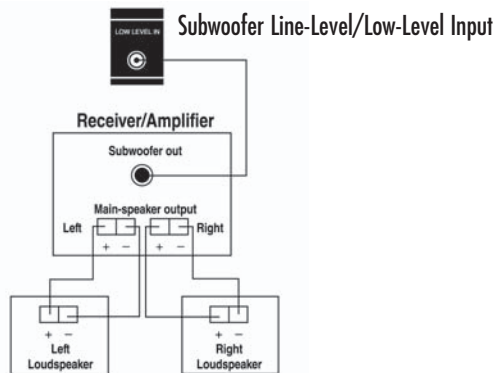 Subwoofer Line-Level/Low-Level Input
LOW LEVEL IN
Receiver/Amplifier
Subwoofer out
Main-speaker output
Left Right
+ − + −
+ − + −
Left Right
Loudspeaker Loudspeaker